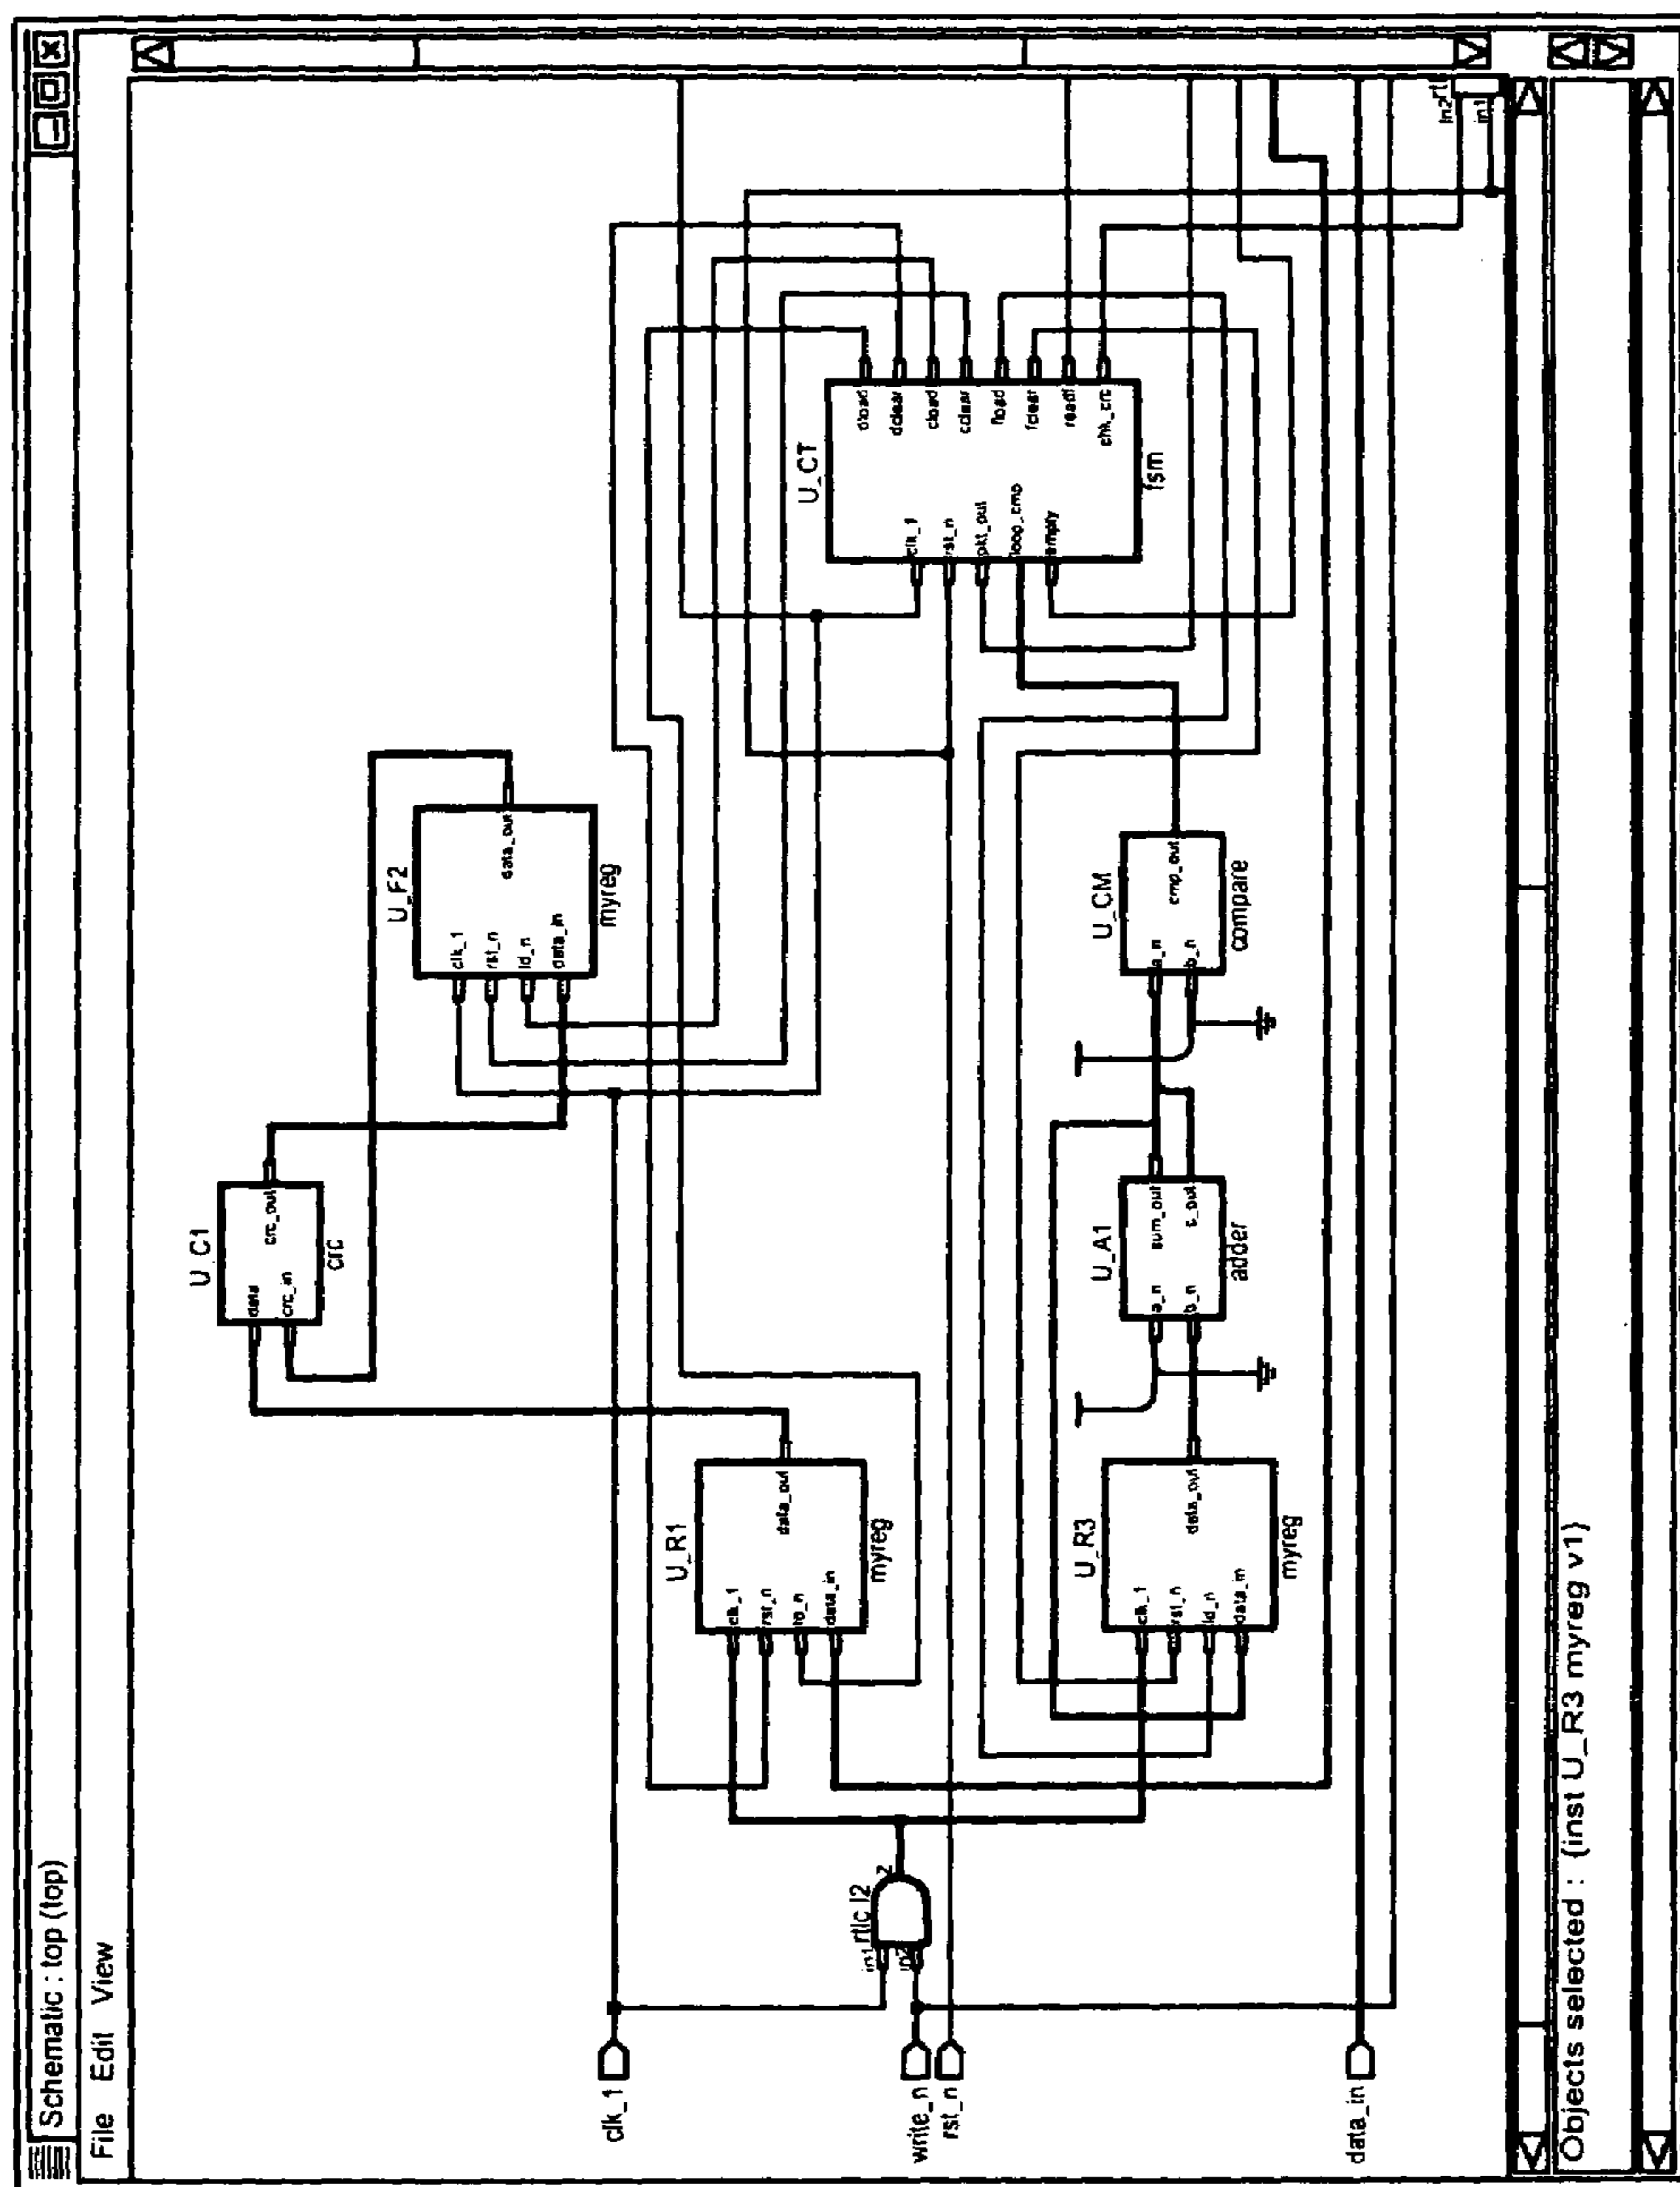 Schematic : top (top)
File Edit View
U_C1
data
crc_in
crc_out
crc
U_F2
clk_1
rst_n
ld_n
data_in
data_out
myreg
clk_1
U_R1
clk_1
rst_n
ld_n
data_in
data_out
myreg
U_CT
clk_1
rst_n
pkt_out
loop_cmp
empty
dload
dclear
cload
cclear
fload
fclear
readf
chk_crc
fsm
rtlc_I2
in1
in2
Z
write_n
rst_n
U_R3
clk_1
rst_n
ld_n
data_in
data_out
myreg
U_A1
a_n
b_n
sum_out
c_out
adder
U_CM
a_n
b_n
cmp_out
compare
data_in
in2
in1
Objects selected : {inst U_R3 myreg v1}